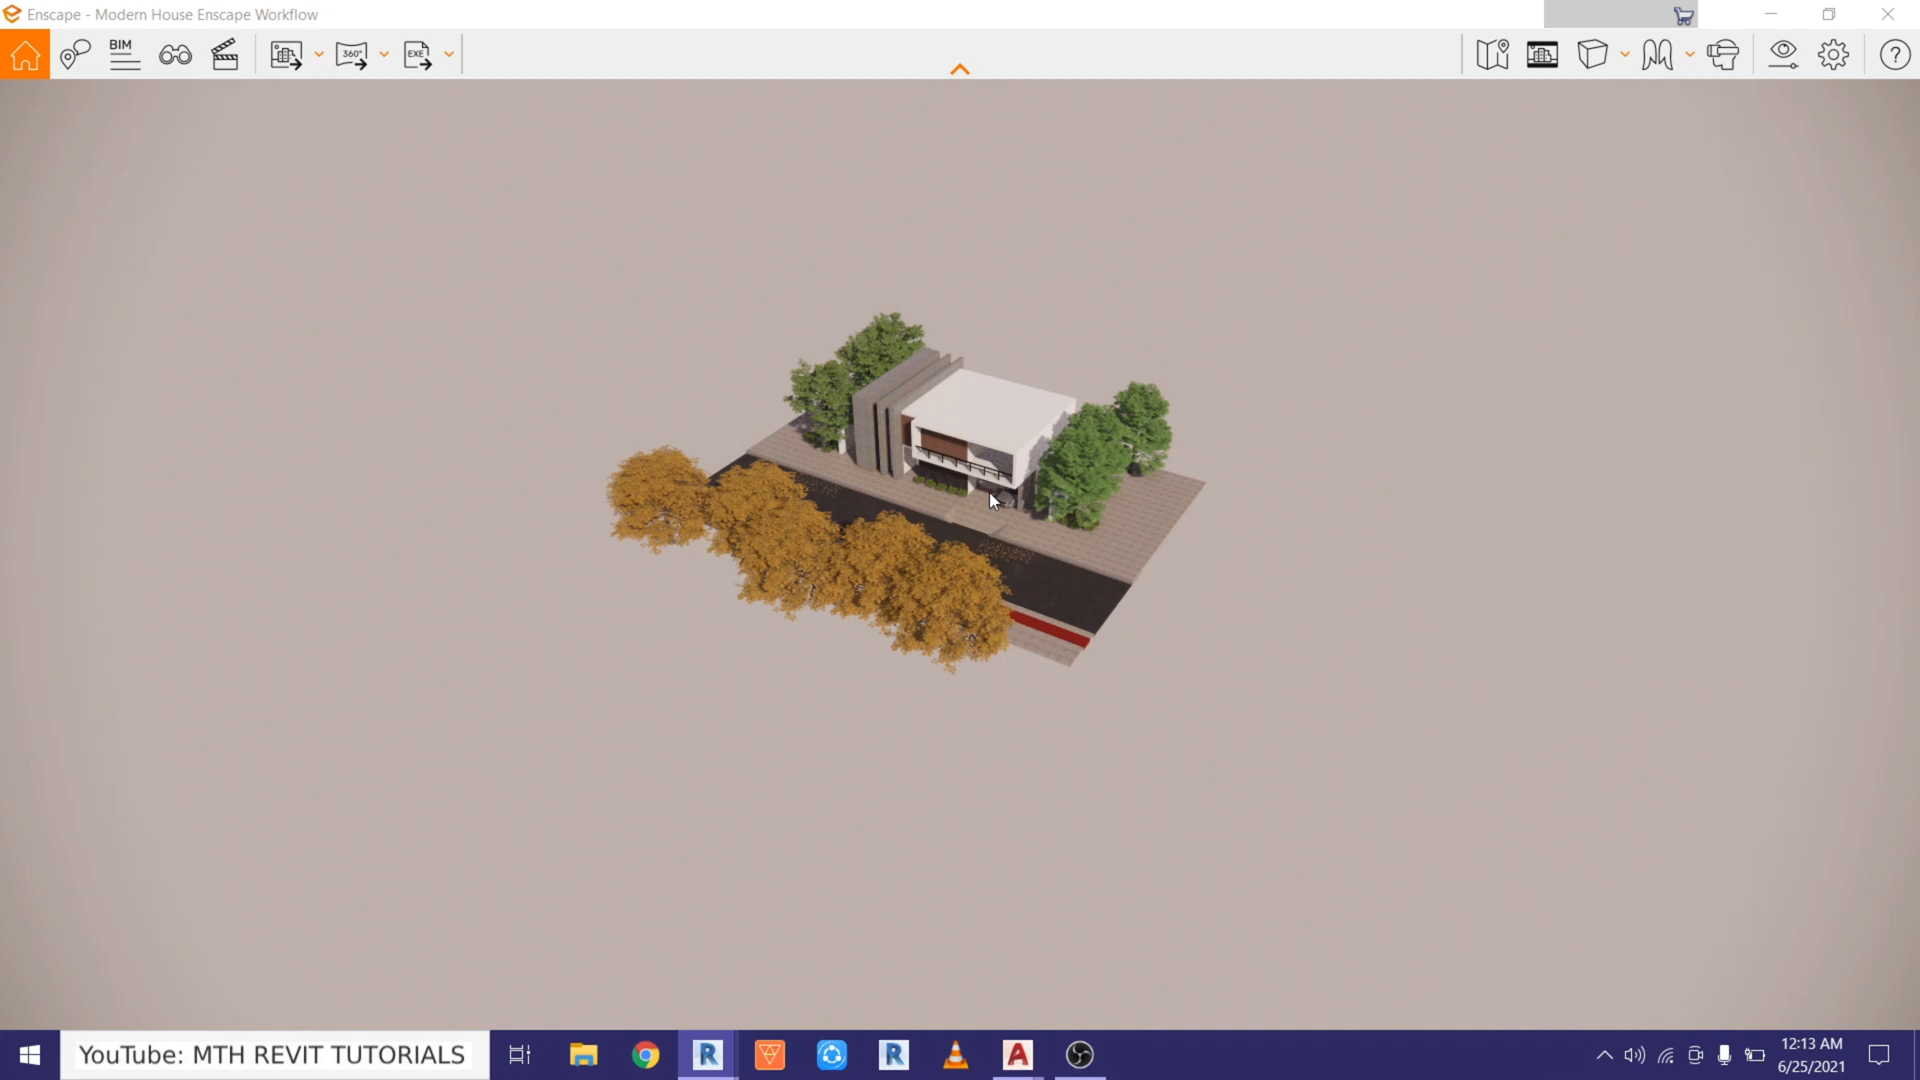 Enscape - Modern House Enscape Workflow
BIM
360°
EXE
?
YouTube: MTH REVIT TUTORIALS
R
R
A
12:13 AM
6/25/2021